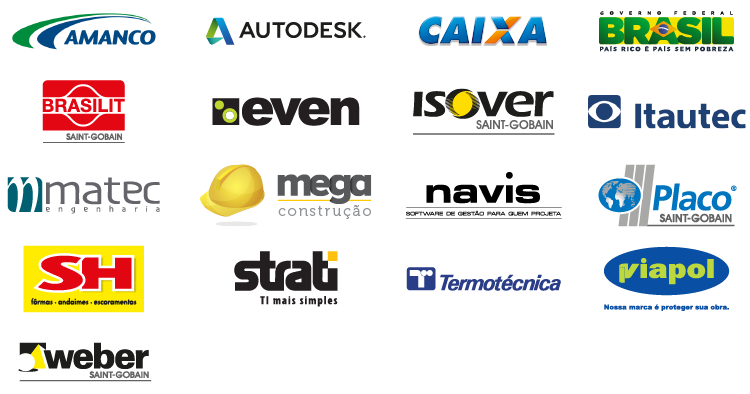 AMANCO
AUTODESK.
CAIXA
GOVERNO FEDERAL
BRASIL
PAÍS RICO É PAÍS SEM POBREZA
BRASILIT
SAINT-GOBAIN
even
ISOVER
SAINT-GOBAIN
Itautec
m matec
engenharia
mega
construção
navis
SOFTWARE DE GESTÃO PARA QUEM PROJETA
Placo®
SAINT-GOBAIN
SH
fôrmas · andaimes · escoramentos
strati
TI mais simples
Termotécnica
viapol
Nossa marca é proteger sua obra.
weber
SAINT-GOBAIN